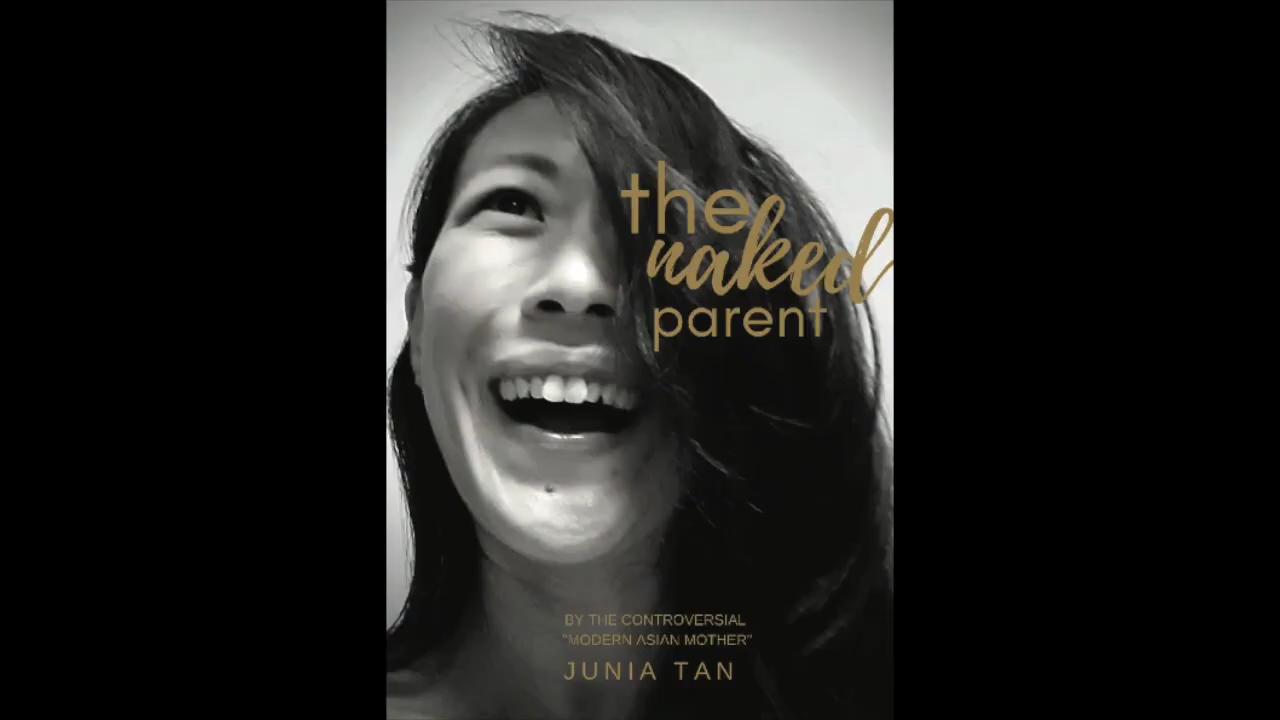 the
naked
parent
BY THE CONTROVERSIAL
"MODERN ASIAN MOTHER"
JUNIA TAN